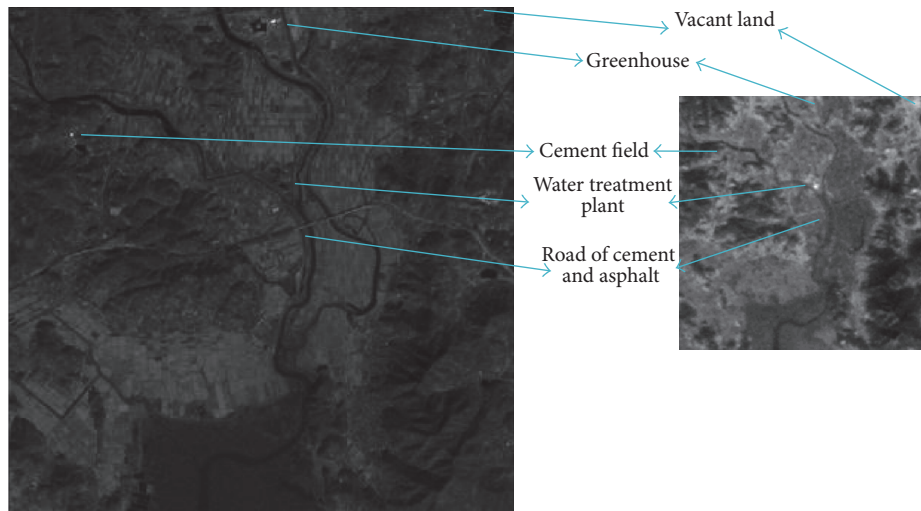 Vacant land
Greenhouse
Cement field
Water treatment
plant
Road of cement
and asphalt